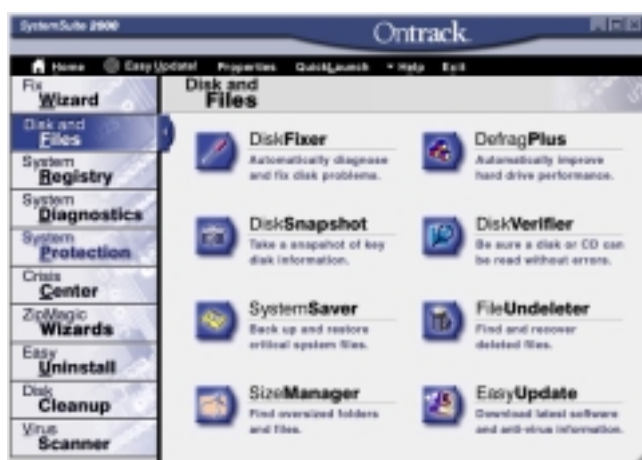 SystemSuite 2000
Ontrack
Home Easy Update! Properties QuickLaunch Help Exit
Fix
Wizard
Disk and
Files
System
Registry
System
Diagnostics
System
Protection
Crisis
Center
ZipMagic
Wizards
Easy
Uninstall
Disk
Cleanup
Virus
Scanner
Disk and
Files
DiskFixer
Automatically diagnose
and fix disk problems.
DefragPlus
Automatically improve
hard drive performance.
DiskSnapshot
Take a snapshot of key
disk information.
DiskVerifier
Be sure a disk or CD can
be read without errors.
SystemSaver
Back up and restore
critical system files.
FileUndeleter
Find and recover
deleted files.
SizeManager
Find oversized folders
and files.
EasyUpdate
Download latest software
and anti-virus information.